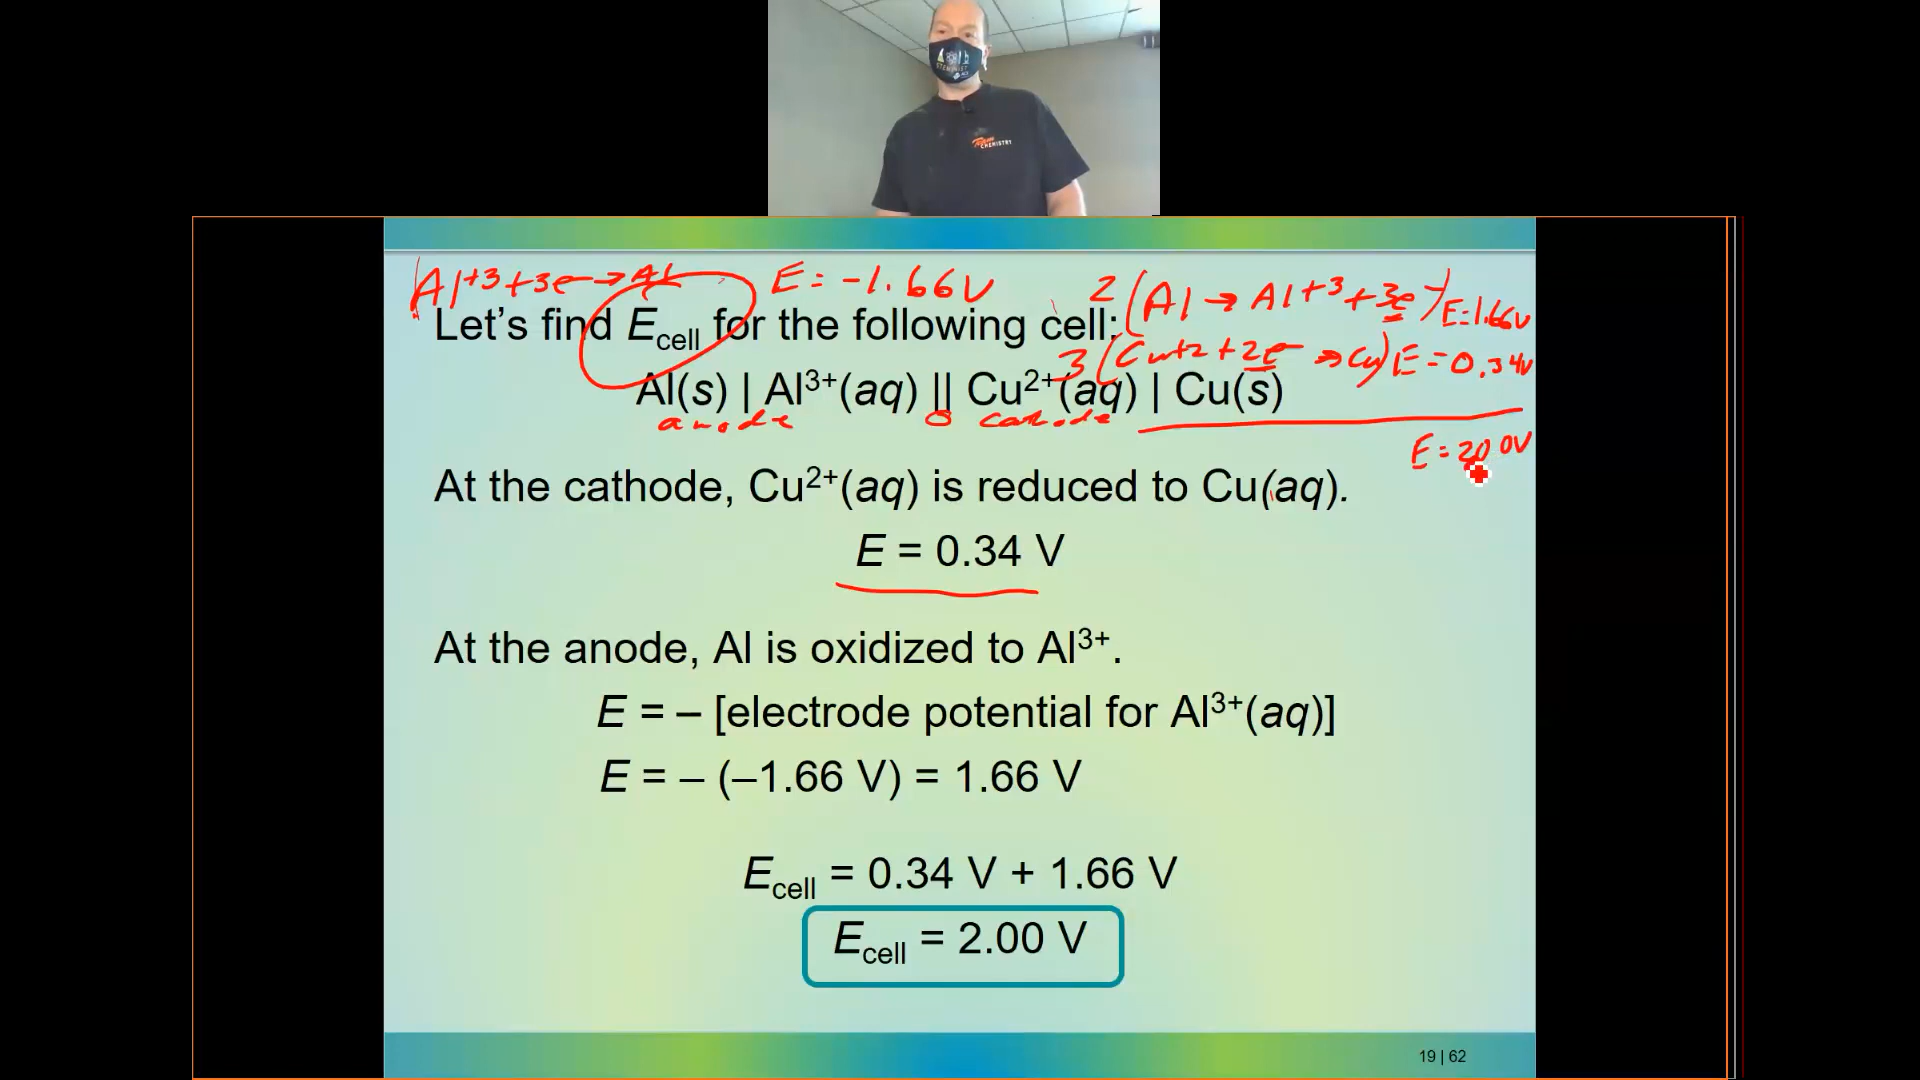 CHEMISTRY
Al+3+3e-→Al E=-1.66V 2(Al→Al+3+3e-) E=1.66V
Let's find Ecell for the following cell:
3(Cu+2+2e-→Cu) E=0.34V
Al(s) | Al³⁺(aq) || Cu²⁺(aq) | Cu(s)
anode cathode
E=2.00V
At the cathode, Cu²⁺(aq) is reduced to Cu(aq).
E = 0.34 V
At the anode, Al is oxidized to Al³⁺.
E = – [electrode potential for Al³⁺(aq)]
E = – (–1.66 V) = 1.66 V
Ecell = 0.34 V + 1.66 V
Ecell = 2.00 V
19 | 62